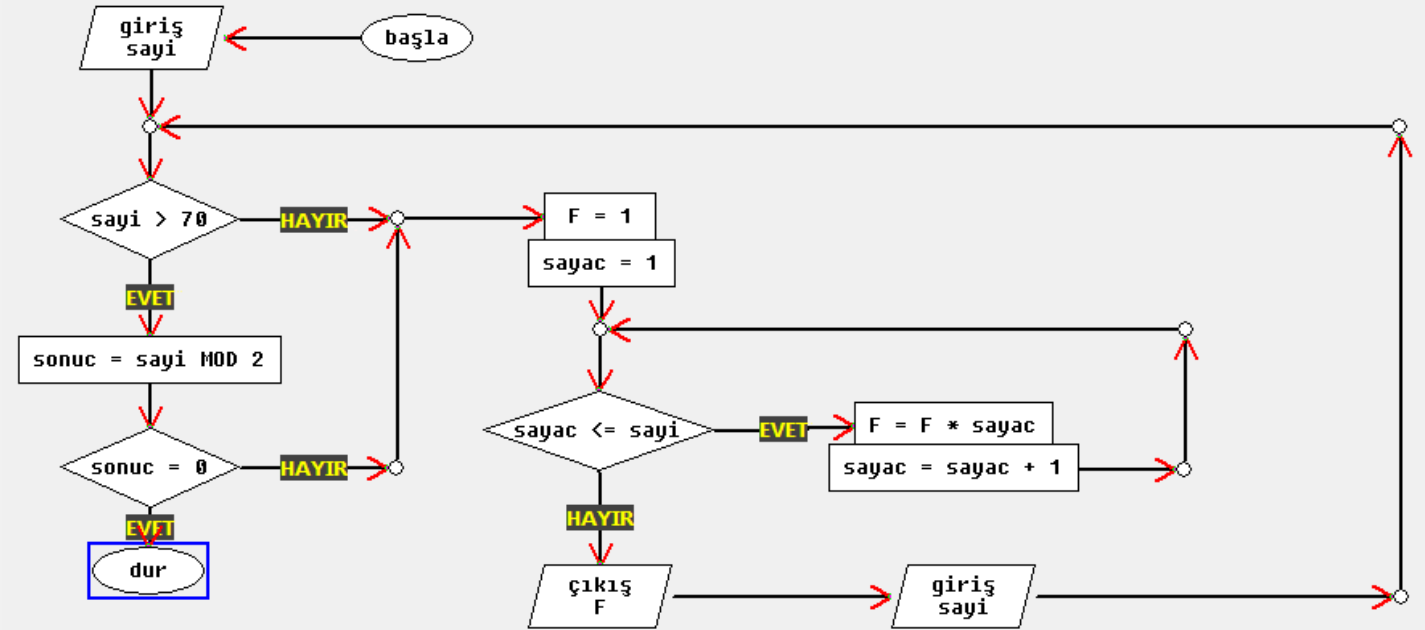 giriş
sayi
başla
sayi > 70
HAYIR
EVET
sonuc = sayi MOD 2
sonuc = 0
HAYIR
EVET
dur
F = 1
sayac = 1
sayac <= sayi
EVET
F = F * sayac
sayac = sayac + 1
HAYIR
çıkış
F
giriş
sayi